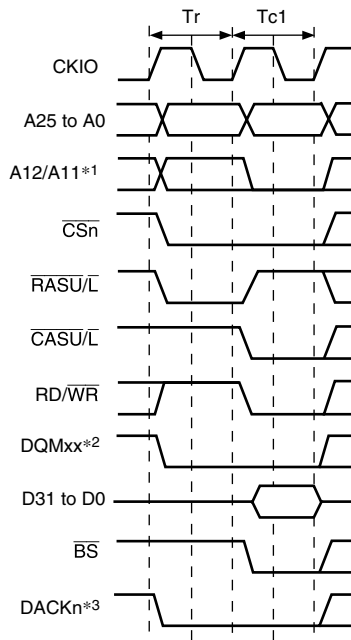 Tr Tc1
CKIO
A25 to A0
A12/A11*1
CSn
RASU/L
CASU/L
RD/WR
DQMxx*2
D31 to D0
BS
DACKn*3